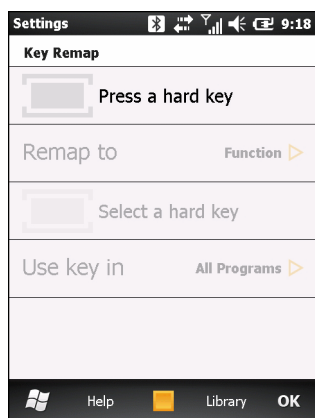 Settings 9:18
Key Remap
Press a hard key
Remap to Function
Select a hard key
Use key in All Programs
Help Library OK